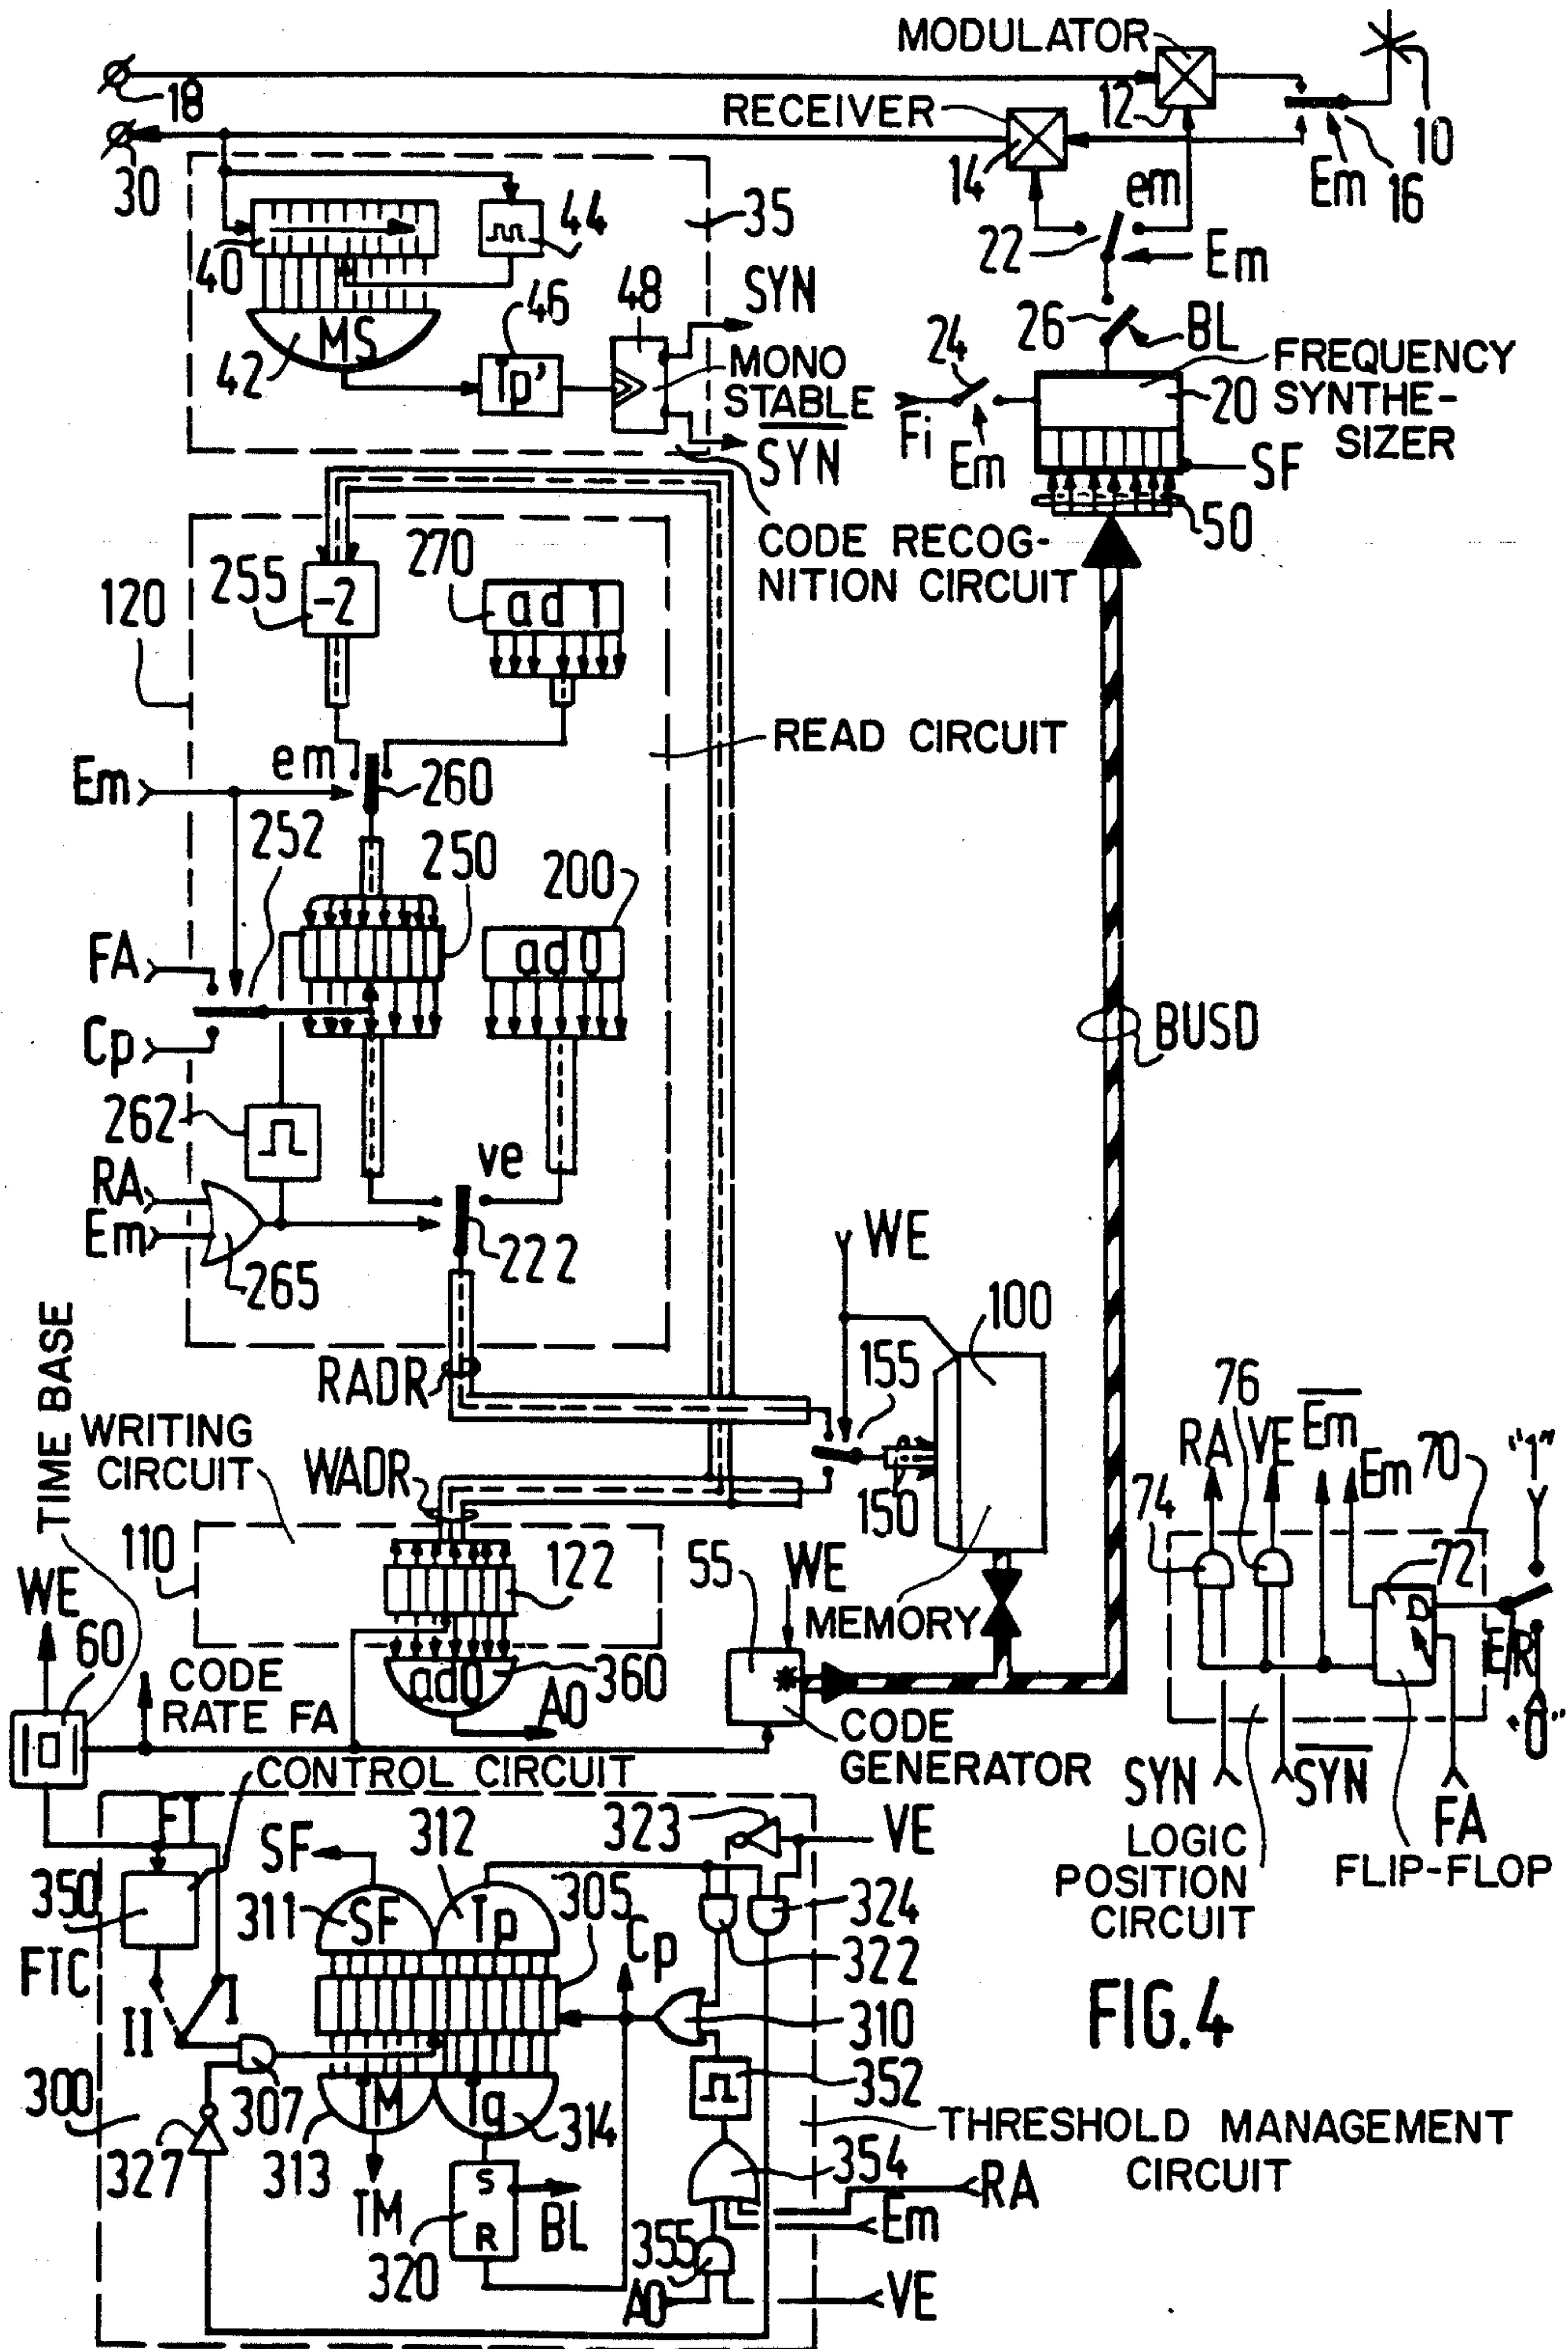 MODULATOR
18
12
10
RECEIVER
14
Em
16
30
em
35
44
40
22
Em
SYN
46
48
MS
42
26
BL
24
FREQUENCY
SYNTHE-
SIZER
20
MONO
STABLE
Tp'
Fi
Em
SF
SYN
50
CODE RECOG-
NITION CIRCUIT
270
255
-2
ad 1
120
READ CIRCUIT
em
Em
260
252
250
200
FA
ad0
Cp
BUSD
262
ve
RA
Em
WE
222
265
100
TIME BASE
RADR
155
76
WRITING
CIRCUIT
WADR
RA
VE
Em
Em
70
"1"
74
150
110
122
55
WE
72
WE
MEMORY
D
60
E/R
CODE
RATE FA
ad0
360
A0
*
"0"
CODE
GENERATOR
CONTROL CIRCUIT
SYN
SYN
FA
FT
323
VE
LOGIC
POSITION
CIRCUIT
FLIP-FLOP
SF
312
350
311
SF
Tp
305
324
FTC
Cp
322
I
II
310
FIG.4
352
300
307
TM
Tg
THRESHOLD MANAGEMENT
CIRCUIT
327
313
314
354
RA
S
TM
BL
Em
R
320
355
A0
VE